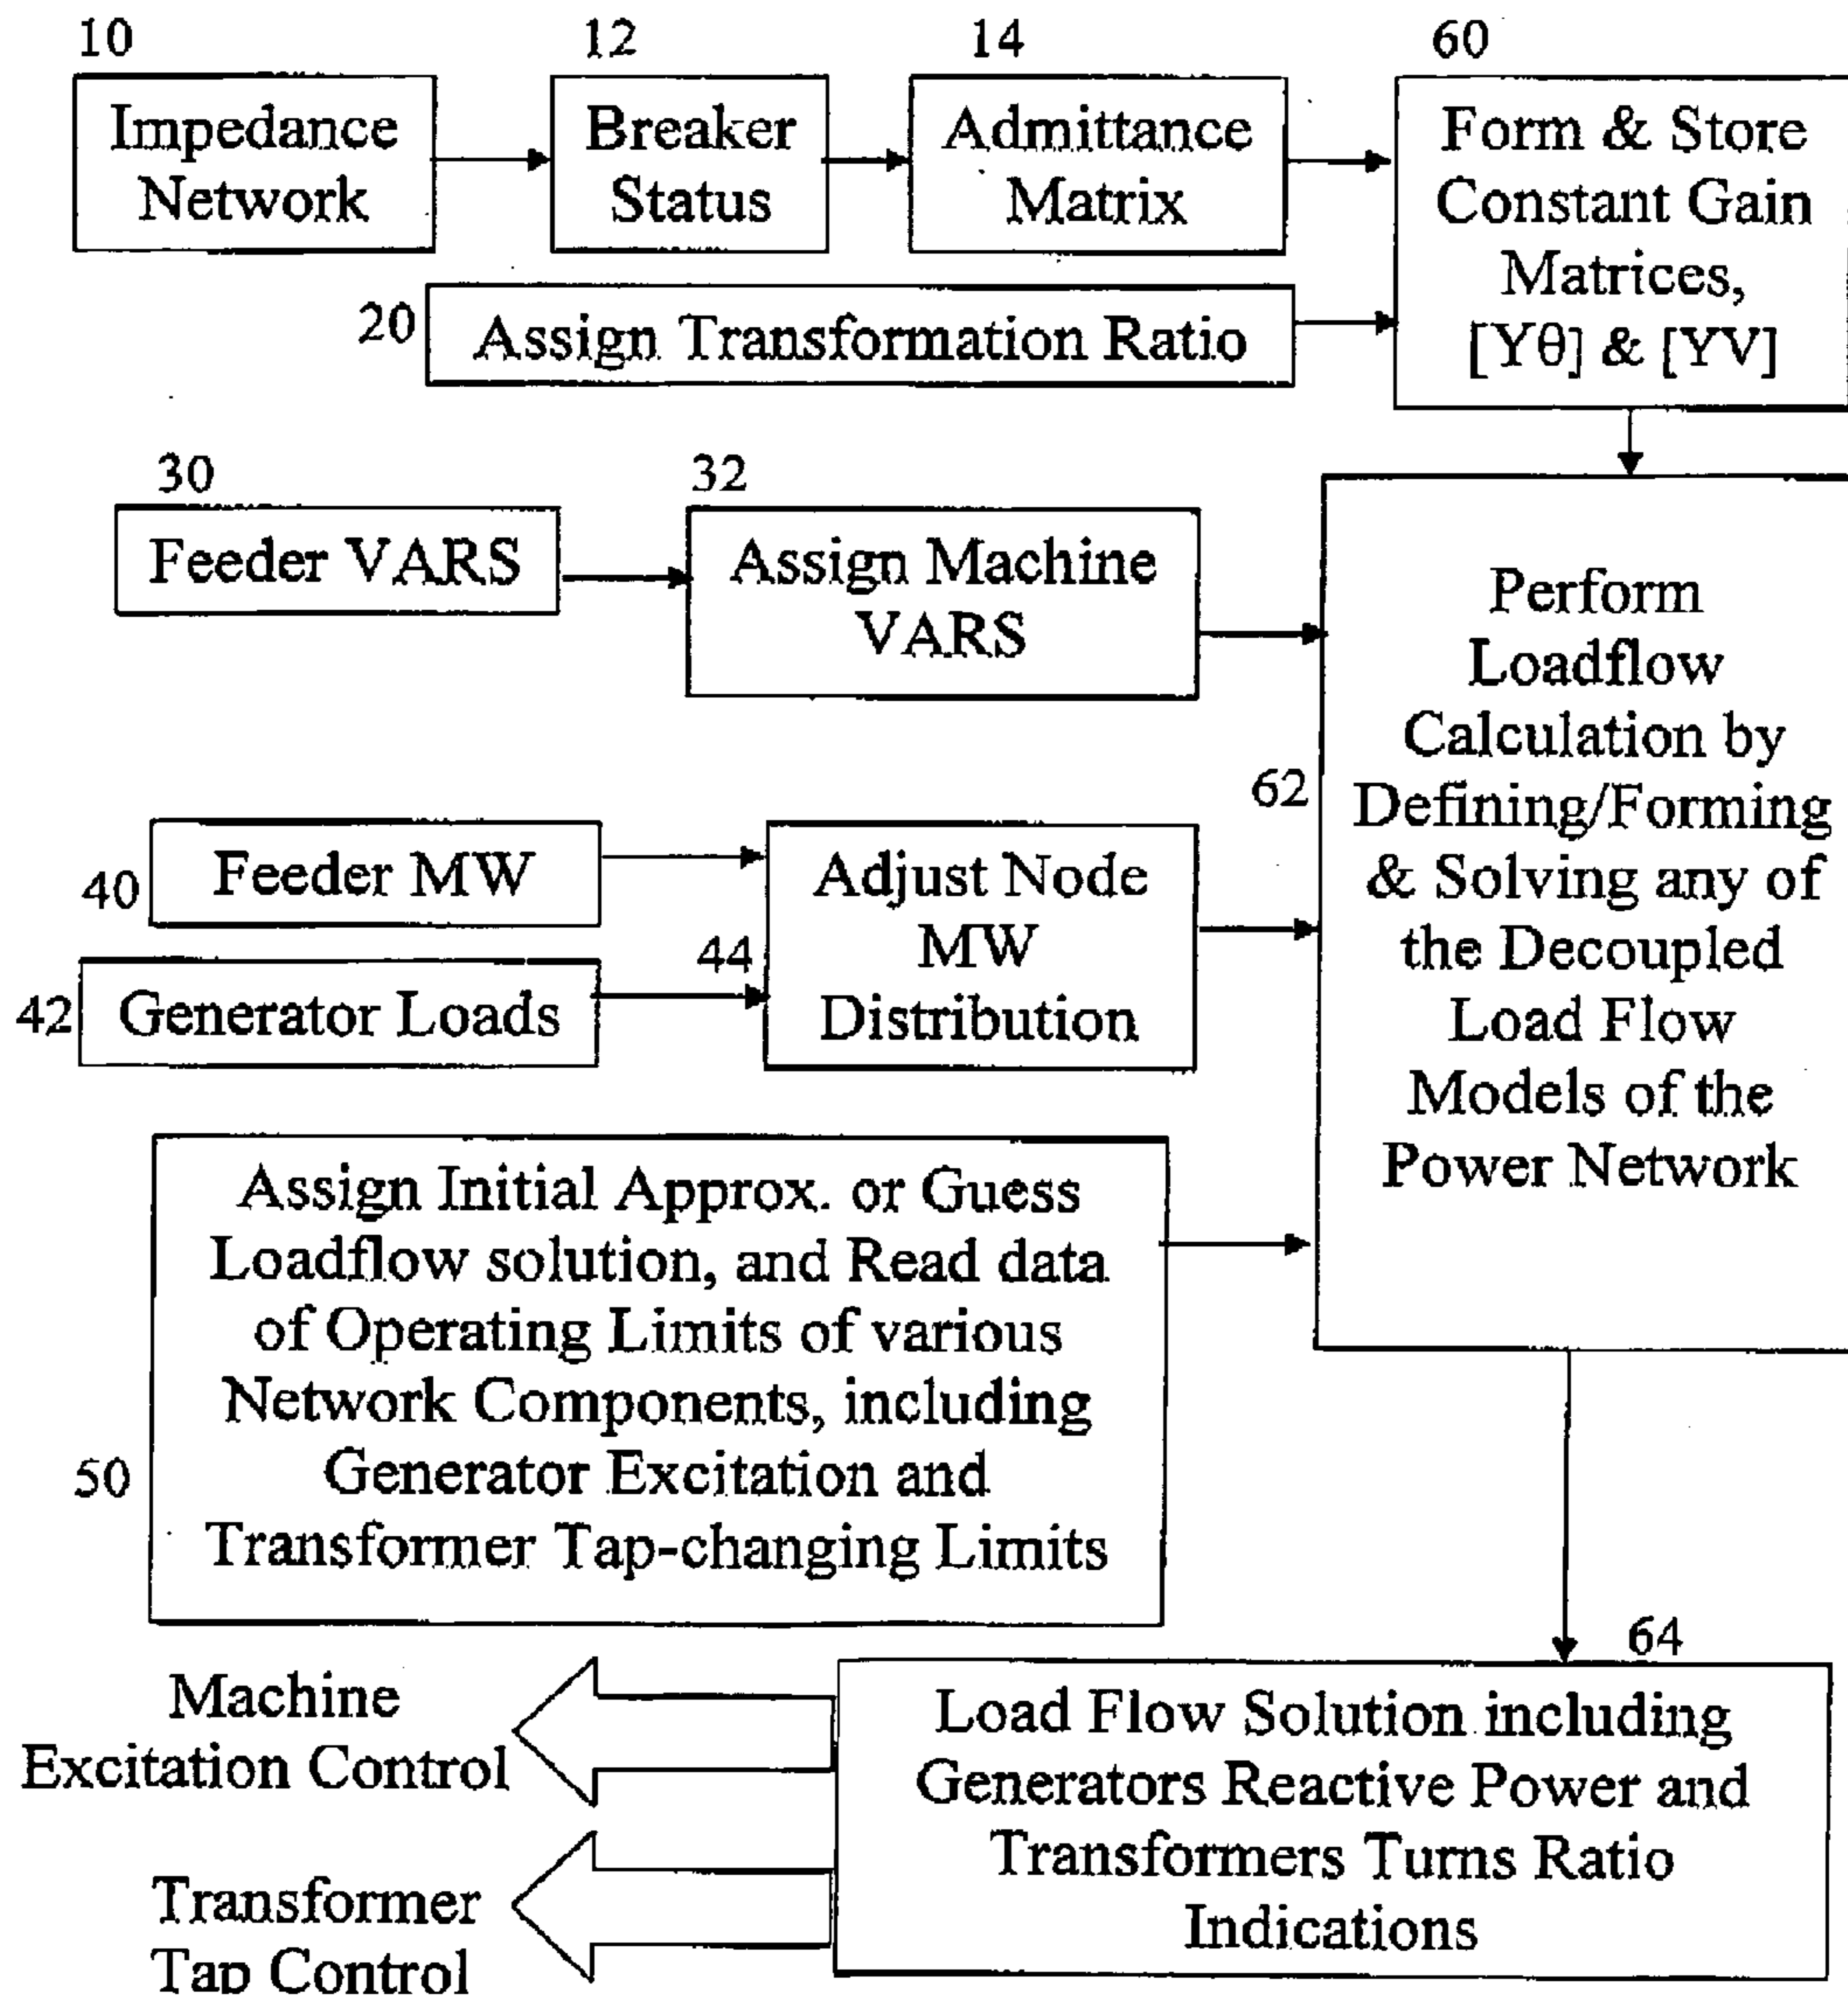 10
Impedance
Network
12
Breaker
Status
14
Admittance
Matrix
60
Form & Store
Constant Gain
Matrices,
[Yθ] & [YV]
20
Assign Transformation Ratio
30
Feeder VARS
32
Assign Machine
VARS
40
Feeder MW
42
Generator Loads
44
Adjust Node
MW
Distribution
62
Perform
Loadflow
Calculation by
Defining/Forming
& Solving any of
the Decoupled
Load Flow
Models of the
Power Network
50
Assign Initial Approx. or Guess
Loadflow solution, and Read data
of Operating Limits of various
Network Components, including
Generator Excitation and
Transformer Tap-changing Limits
64
Load Flow Solution including
Generators Reactive Power and
Transformers Turns Ratio
Indications
Machine
Excitation Control
Transformer
Tap Control